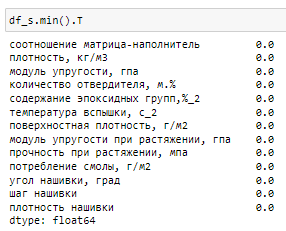 df_s.min().T
соотношение матрица-наполнитель 0.0
плотность, кг/м3 0.0
модуль упругости, гпа 0.0
количество отвердителя, м.% 0.0
содержание эпоксидных групп,%_2 0.0
температура вспышки, с_2 0.0
поверхностная плотность, г/м2 0.0
модуль упругости при растяжении, гпа 0.0
прочность при растяжении, мпа 0.0
потребление смолы, г/м2 0.0
угол нашивки, град 0.0
шаг нашивки 0.0
плотность нашивки 0.0
dtype: float64